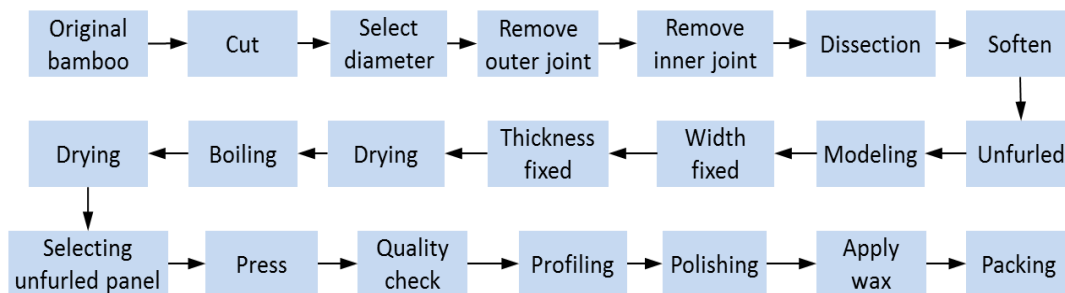 Original
bamboo
Cut
Select
diameter
Remove
outer joint
Remove
inner joint
Dissection
Soften
Drying
Boiling
Drying
Thickness
fixed
Width
fixed
Modeling
Unfurled
Selecting
unfurled panel
Press
Quality
check
Profiling
Polishing
Apply
wax
Packing